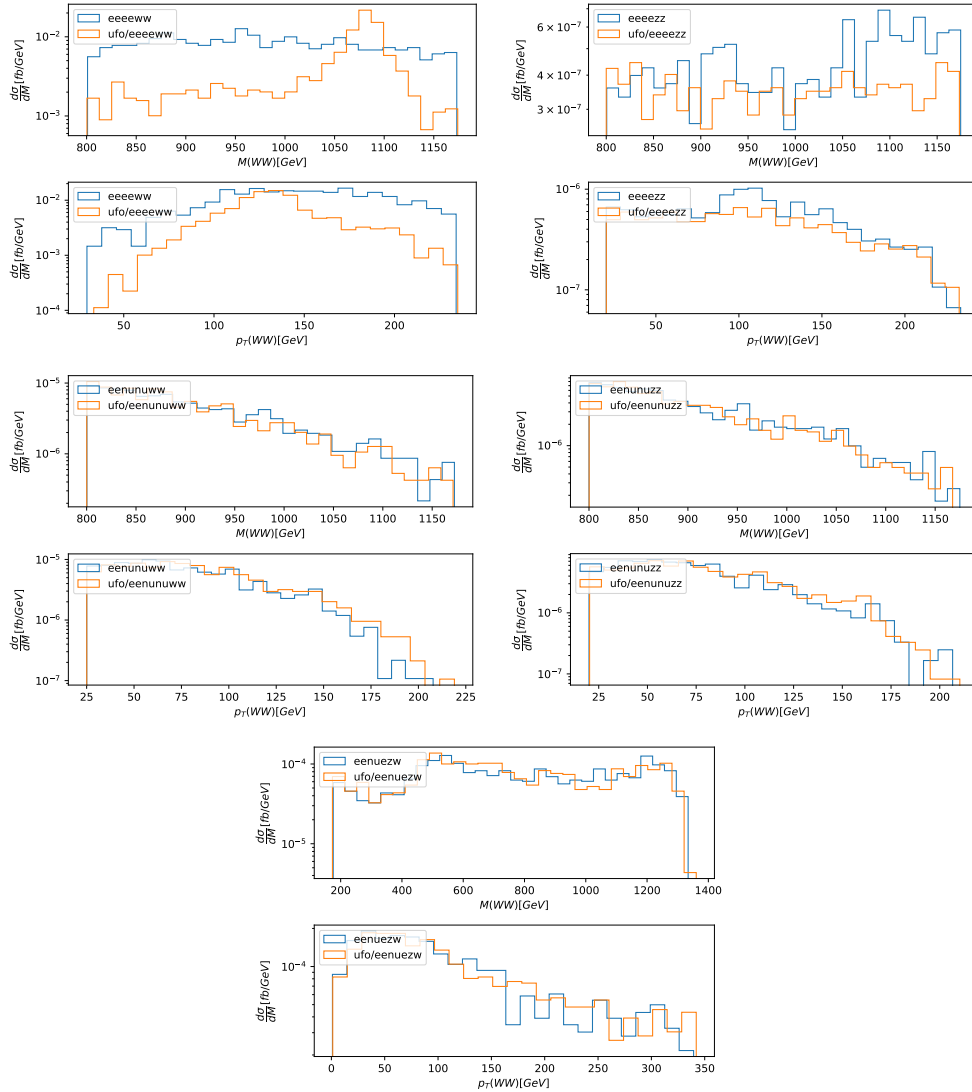 eeeeww
ufo/eeeeww
10⁻²
10⁻³
dσ/dM [fb/GeV]
800 850 900 950 1000 1050 1100 1150
M(WW)[GeV]
eeeezz
ufo/eeeezz
6 × 10⁻⁷
4 × 10⁻⁷
3 × 10⁻⁷
dσ/dM [fb/GeV]
800 850 900 950 1000 1050 1100 1150
M(WW)[GeV]
eeeeww
ufo/eeeeww
10⁻²
10⁻³
10⁻⁴
dσ/dM [fb/GeV]
50 100 150 200
p_T(WW)[GeV]
eeeezz
ufo/eeeezz
10⁻⁶
10⁻⁷
dσ/dM [fb/GeV]
50 100 150 200
p_T(WW)[GeV]
eenunuww
ufo/eenunuww
10⁻⁵
10⁻⁶
dσ/dM [fb/GeV]
800 850 900 950 1000 1050 1100 1150
M(WW)[GeV]
eenunuzz
ufo/eenunuzz
10⁻⁶
dσ/dM [fb/GeV]
800 850 900 950 1000 1050 1100 1150
M(WW)[GeV]
eenunuww
ufo/eenunuww
10⁻⁵
10⁻⁶
10⁻⁷
dσ/dM [fb/GeV]
25 50 75 100 125 150 175 200 225
p_T(WW)[GeV]
eenunuzz
ufo/eenunuzz
10⁻⁶
10⁻⁷
dσ/dM [fb/GeV]
25 50 75 100 125 150 175 200
p_T(WW)[GeV]
eenuezw
ufo/eenuezw
10⁻⁴
10⁻⁵
dσ/dM [fb/GeV]
200 400 600 800 1000 1200 1400
M(WW)[GeV]
eenuezw
ufo/eenuezw
10⁻⁴
dσ/dM [fb/GeV]
0 50 100 150 200 250 300 350
p_T(WW)[GeV]